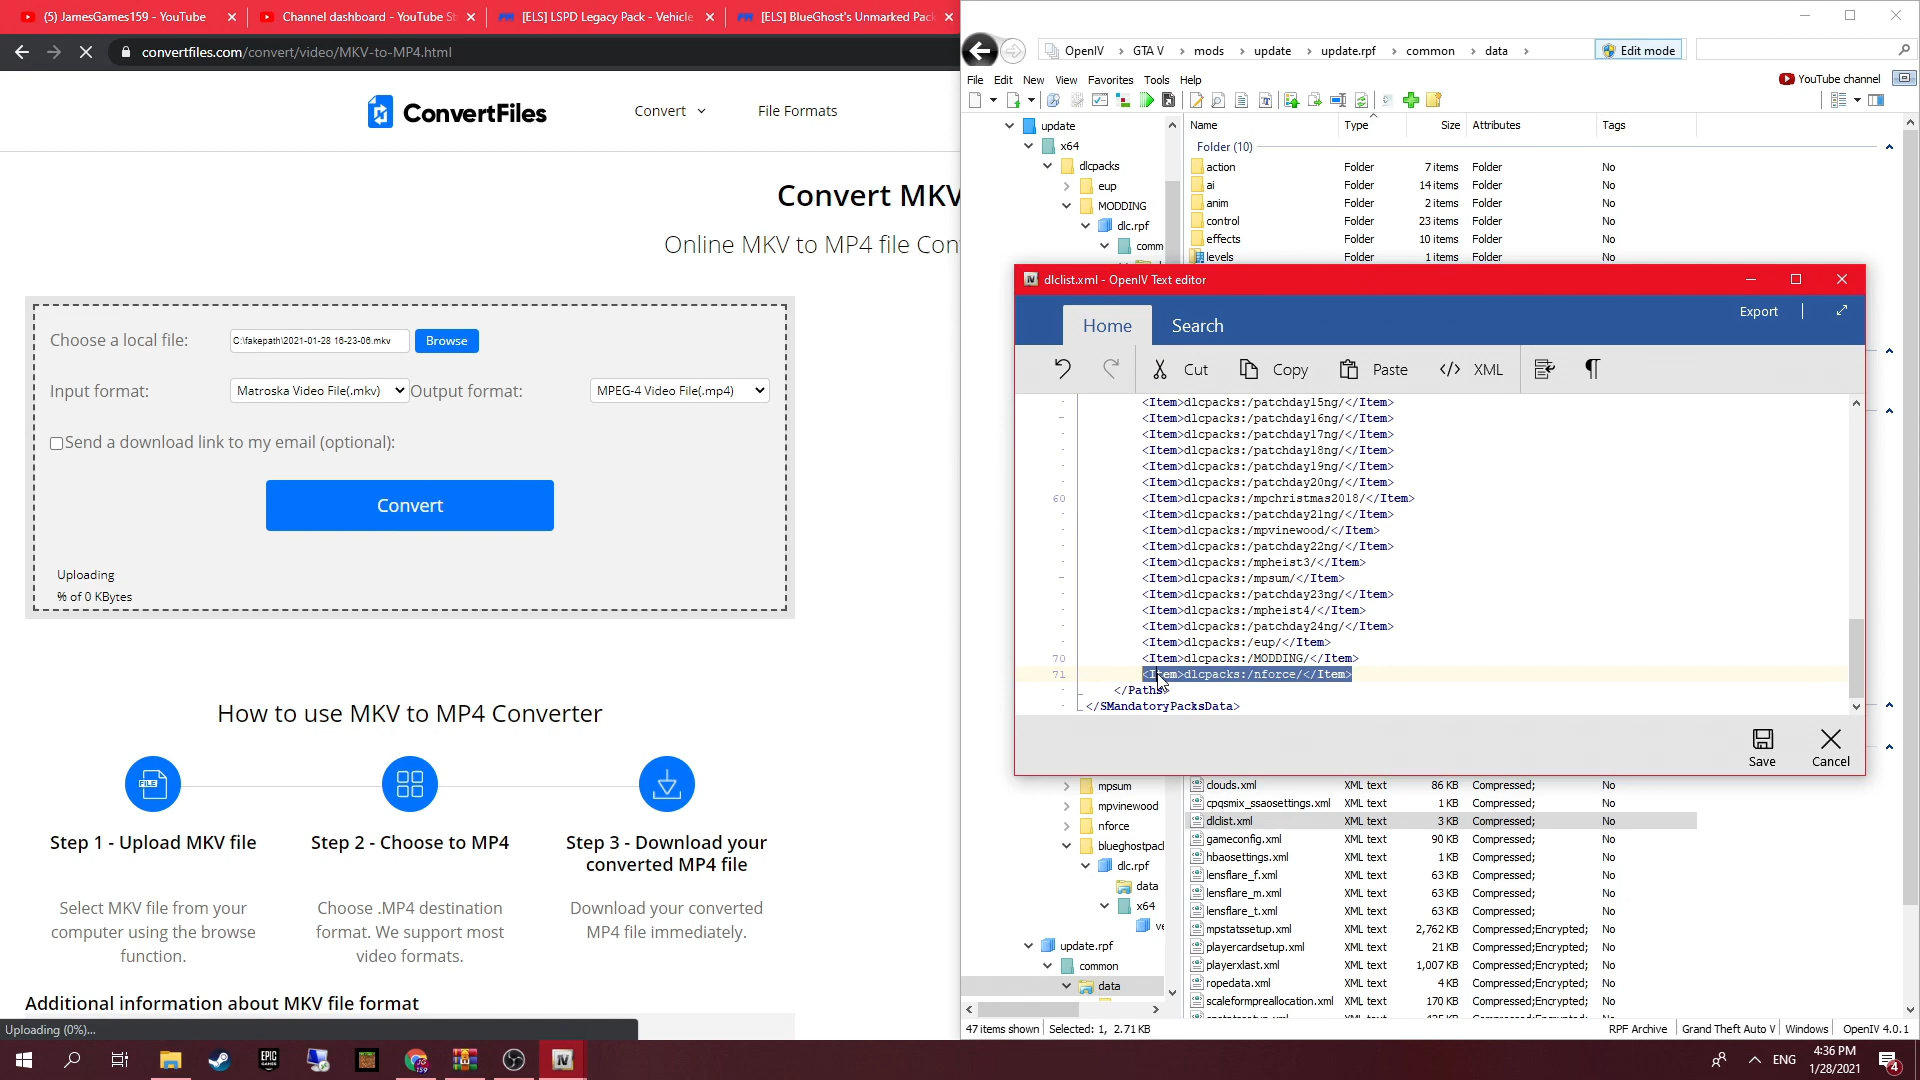 (5) JamesGames159 - YouTube
Channel dashboard - YouTube St
[ELS] LSPD Legacy Pack - Vehicle
[ELS] BlueGhost's Unmarked Pac
convertfiles.com/convert/video/MKV-to-MP4.html
ConvertFiles
Convert
File Formats
Convert MKV
Online MKV to MP4 file Con
Choose a local file:
C:\fakepath\2021-01-28 16-23-06.mkv
Browse
Input format:
Matroska Video File(.mkv)
Output format:
MPEG-4 Video File(.mp4)
Send a download link to my email (optional):
Convert
Uploading
% of 0 KBytes
How to use MKV to MP4 Converter
FILE
Step 1 - Upload MKV file
Step 2 - Choose to MP4
Step 3 - Download your
converted MP4 file
Select MKV file from your
computer using the browse
function.
Choose .MP4 destination
format. We support most
video formats.
Download your converted
MP4 file immediately.
Additional information about MKV file format
Uploading (0%)...
OpenIV
GTA V
mods
update
update.rpf
common
data
Edit mode
File
Edit
New
View
Favorites
Tools
Help
YouTube channel
update
x64
dlcpacks
eup
MODDING
dlc.rpf
comm
Name
Type
Size
Attributes
Tags
Folder (10)
action Folder 7 items Folder No
ai Folder 14 items Folder No
anim Folder 2 items Folder No
control Folder 23 items Folder No
effects Folder 10 items Folder No
levels Folder 1 items Folder No
dlclist.xml - OpenIV Text editor
Home
Search
Export
Cut
Copy
Paste
XML
<Item>dlcpacks:/patchday15ng/</Item>
<Item>dlcpacks:/patchday16ng/</Item>
<Item>dlcpacks:/patchday17ng/</Item>
<Item>dlcpacks:/patchday18ng/</Item>
<Item>dlcpacks:/patchday19ng/</Item>
<Item>dlcpacks:/patchday20ng/</Item>
60 <Item>dlcpacks:/mpchristmas2018/</Item>
<Item>dlcpacks:/patchday21ng/</Item>
<Item>dlcpacks:/mpvinewood/</Item>
<Item>dlcpacks:/patchday22ng/</Item>
<Item>dlcpacks:/mpheist3/</Item>
<Item>dlcpacks:/mpsum/</Item>
<Item>dlcpacks:/patchday23ng/</Item>
<Item>dlcpacks:/mpheist4/</Item>
<Item>dlcpacks:/patchday24ng/</Item>
<Item>dlcpacks:/eup/</Item>
70 <Item>dlcpacks:/MODDING/</Item>
71 <Item>dlcpacks:/nforce/</Item>
</Paths>
</SMandatoryPacksData>
Save
Cancel
mpsum
mpvinewood
nforce
blueghostpacl
dlc.rpf
data
x64
ve
update.rpf
common
data
clouds.xml XML text 86 KB Compressed; No
cpqsmix_ssaosettings.xml XML text 1 KB Compressed; No
dlclist.xml XML text 3 KB Compressed; No
gameconfig.xml XML text 90 KB Compressed; No
hbaosettings.xml XML text 1 KB Compressed; No
lensflare_f.xml XML text 63 KB Compressed; No
lensflare_m.xml XML text 63 KB Compressed; No
lensflare_t.xml XML text 63 KB Compressed; No
mpstatssetup.xml XML text 2,762 KB Compressed;Encrypted; No
playercardsetup.xml XML text 21 KB Compressed;Encrypted; No
playerxlast.xml XML text 1,007 KB Compressed;Encrypted; No
ropedata.xml XML text 4 KB Compressed;Encrypted; No
scaleformpreallocation.xml XML text 170 KB Compressed;Encrypted; No
47 items shown
Selected: 1, 2.71 KB
RPF Archive
Grand Theft Auto V
Windows
OpenIV 4.0.1
EPIC
GAMES
159
IV
ENG
4:36 PM
1/28/2021
4